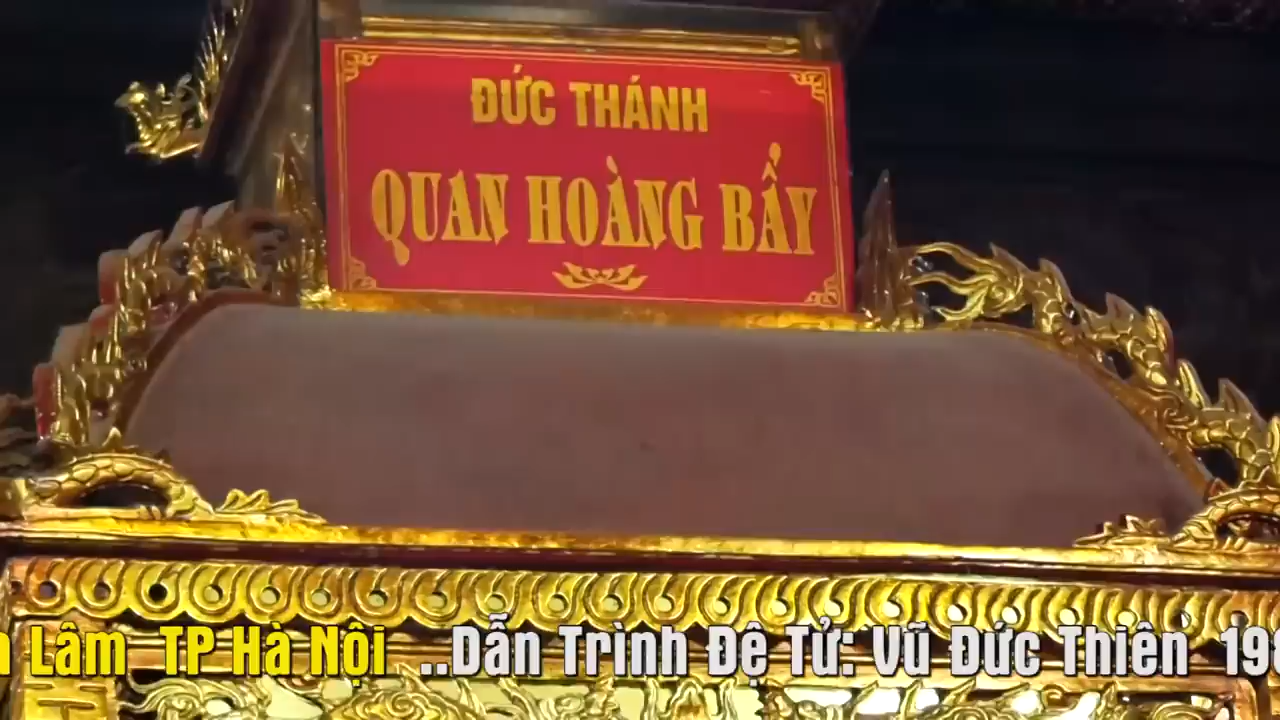 ĐỨC THÁNH
QUAN HOÀNG BẨY
Lâm TP Hà Nội ..Dẫn Trình Đệ Tử: Vũ Đức Thiên